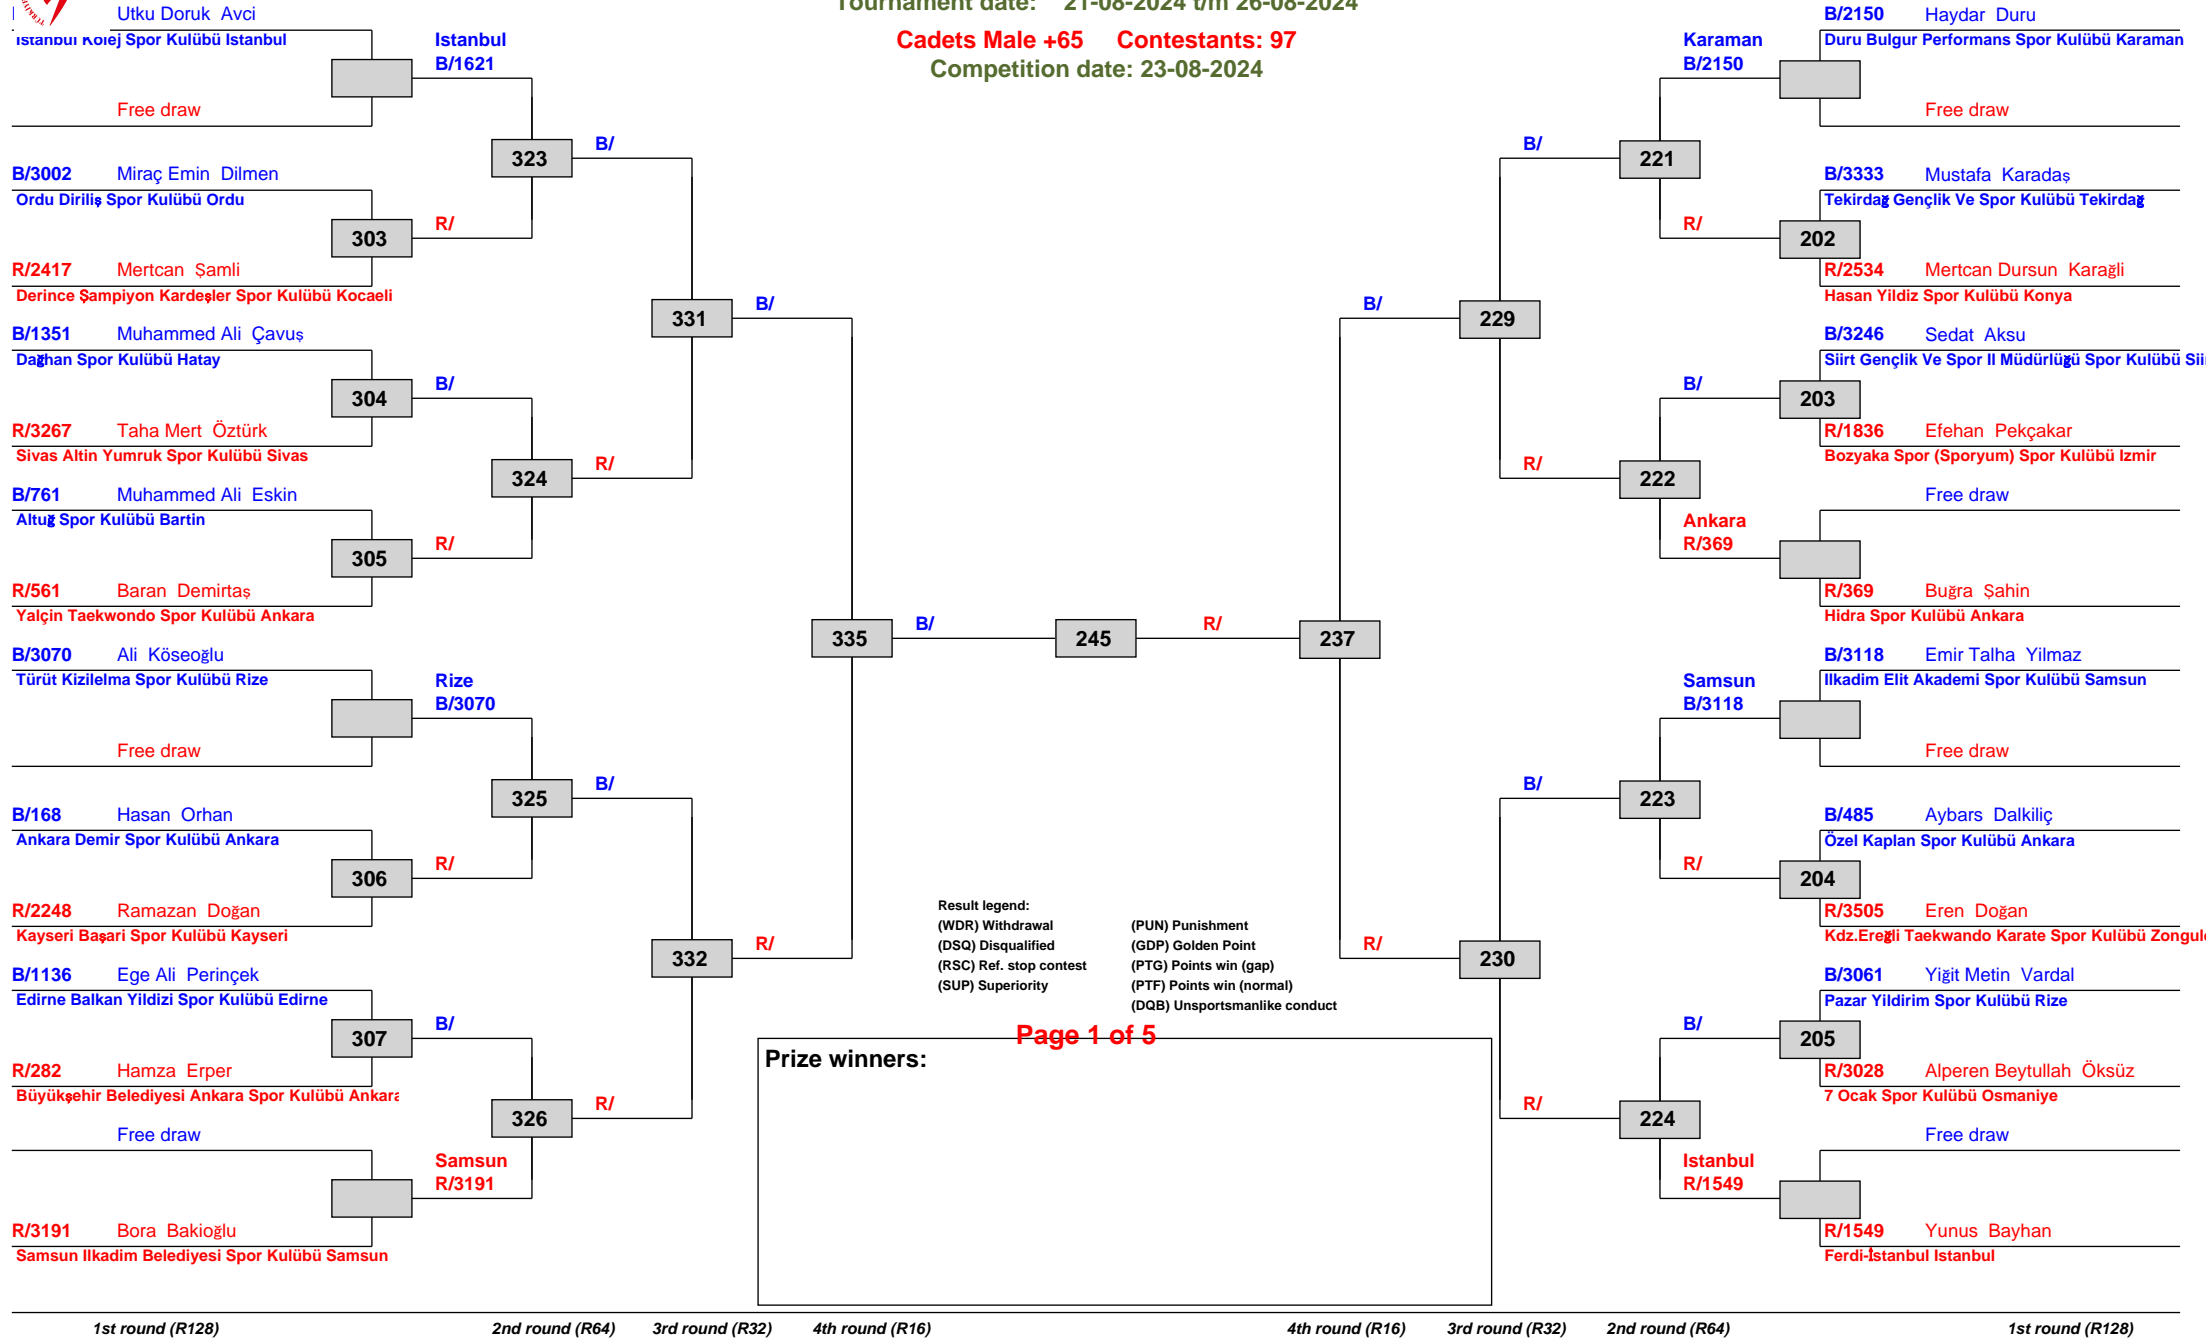 Tournament date: 21-08-2024 t/m 26-08-2024
Cadets Male +65 Contestants: 97
Competition date: 23-08-2024
Utku Doruk Avci
Istanbul Kolej Spor Kulübü Istanbul
Istanbul
B/1621
Free draw
323
B/
B/3002 Miraç Emin Dilmen
Ordu Diriliş Spor Kulübü Ordu
303
R/
R/2417 Mertcan Şamli
Derince Şampiyon Kardeşler Spor Kulübü Kocaeli
331
B/
B/1351 Muhammed Ali Çavuş
Dağhan Spor Kulübü Hatay
304
B/
R/3267 Taha Mert Öztürk
Sivas Altin Yumruk Spor Kulübü Sivas
324
R/
B/761 Muhammed Ali Eskin
Altuğ Spor Kulübü Bartin
305
R/
R/561 Baran Demirtaş
Yalçin Taekwondo Spor Kulübü Ankara
335
B/
245
R/
237
B/3070 Ali Köseoğlu
Türüt Kizilelma Spor Kulübü Rize
Rize
B/3070
Free draw
325
B/
B/168 Hasan Orhan
Ankara Demir Spor Kulübü Ankara
306
R/
R/2248 Ramazan Doğan
Kayseri Başari Spor Kulübü Kayseri
332
R/
B/1136 Ege Ali Perinçek
Edirne Balkan Yildizi Spor Kulübü Edirne
307
B/
R/282 Hamza Erper
Büyükşehir Belediyesi Ankara Spor Kulübü Ankara
326
R/
Free draw
Samsun
R/3191
R/3191 Bora Bakioğlu
Samsun Ilkadim Belediyesi Spor Kulübü Samsun
B/2150 Haydar Duru
Duru Bulgur Performans Spor Kulübü Karaman
Karaman
B/2150
Free draw
B/
221
B/3333 Mustafa Karadaş
Tekirdağ Gençlik Ve Spor Kulübü Tekirdağ
R/
202
R/2534 Mertcan Dursun Karağli
Hasan Yildiz Spor Kulübü Konya
B/
229
B/3246 Sedat Aksu
Siirt Gençlik Ve Spor Il Müdürlüğü Spor Kulübü Sii
B/
203
R/1836 Efehan Pekçakar
Bozyaka Spor (Sporyum) Spor Kulübü Izmir
R/
222
Free draw
Ankara
R/369
R/369 Buğra Şahin
Hidra Spor Kulübü Ankara
B/3118 Emir Talha Yilmaz
Ilkadim Elit Akademi Spor Kulübü Samsun
Samsun
B/3118
Free draw
B/
223
B/485 Aybars Dalkiliç
Özel Kaplan Spor Kulübü Ankara
R/
204
R/3505 Eren Doğan
Kdz.Ereğli Taekwando Karate Spor Kulübü Zongul
R/
230
B/3061 Yiğit Metin Vardal
Pazar Yildirim Spor Kulübü Rize
B/
205
R/3028 Alperen Beytullah Öksüz
7 Ocak Spor Kulübü Osmaniye
R/
224
Free draw
Istanbul
R/1549
R/1549 Yunus Bayhan
Ferdi-İstanbul Istanbul
Result legend:
(WDR) Withdrawal (PUN) Punishment
(DSQ) Disqualified (GDP) Golden Point
(RSC) Ref. stop contest (PTG) Points win (gap)
(SUP) Superiority (PTF) Points win (normal)
(DQB) Unsportsmanlike conduct
Page 1 of 5
Prize winners:
1st round (R128) 2nd round (R64) 3rd round (R32) 4th round (R16) 4th round (R16) 3rd round (R32) 2nd round (R64) 1st round (R128)